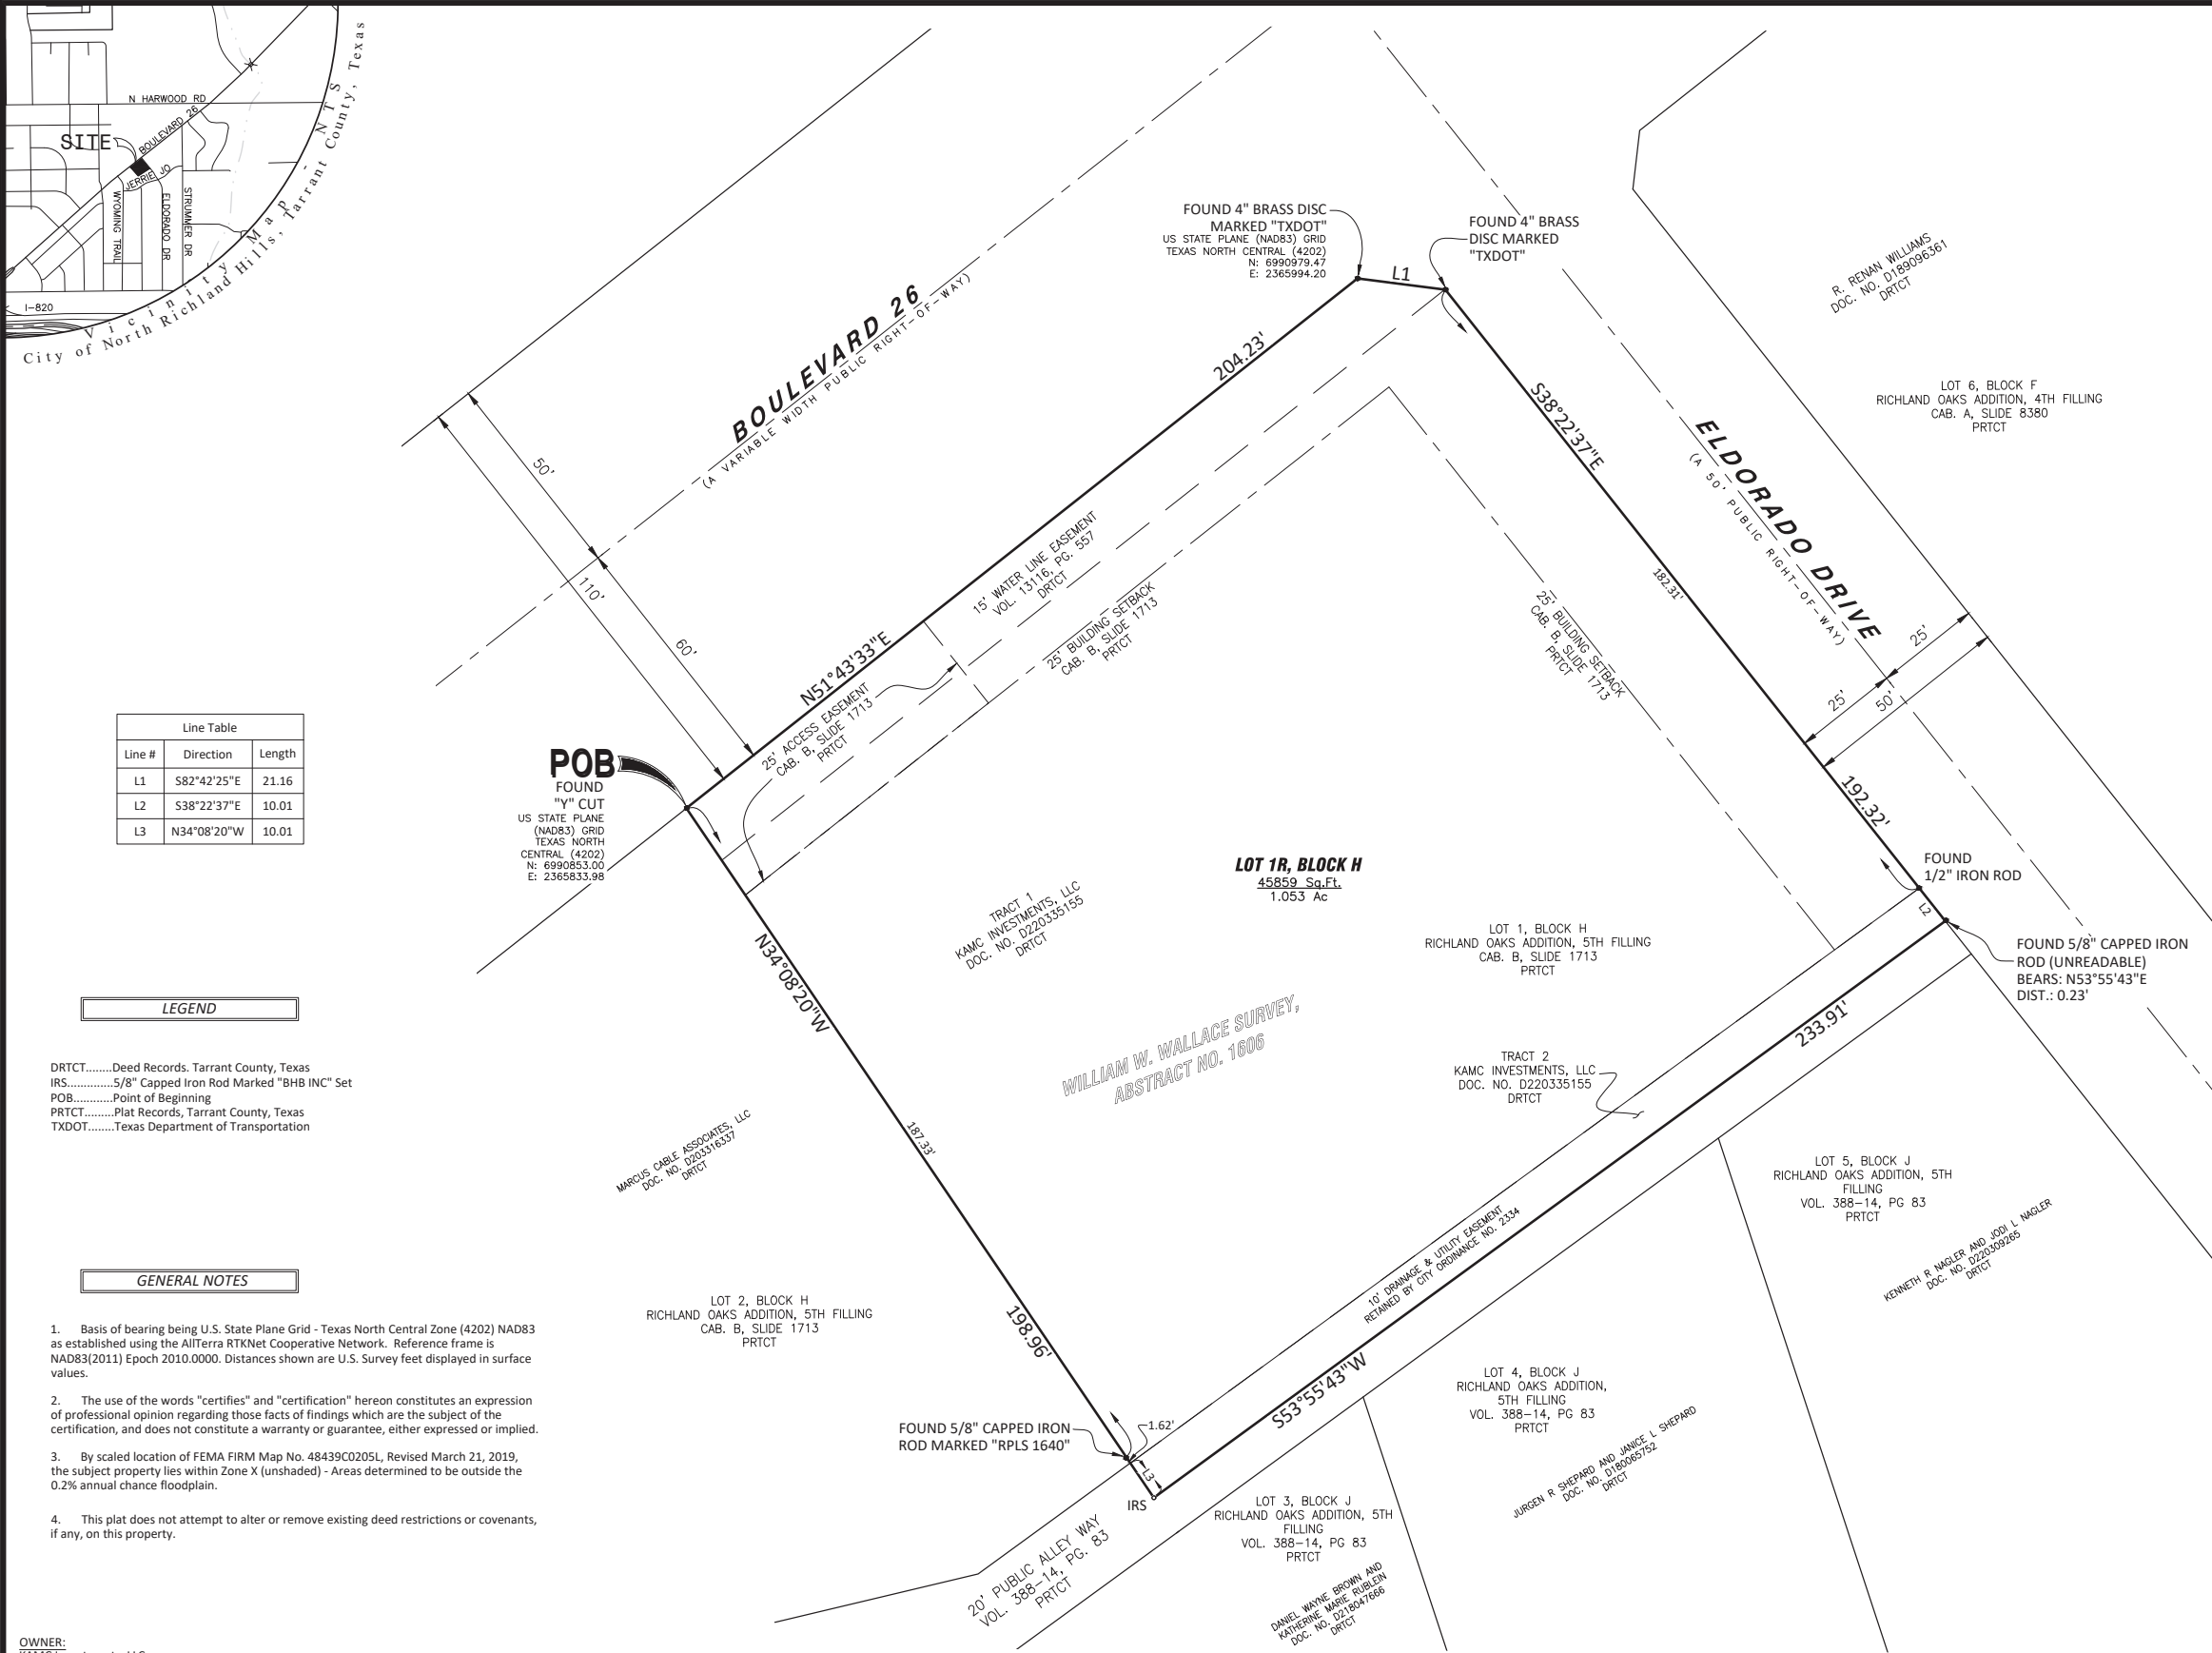 N HARWOOD RD
SITE
BOULEVARD 26
JERRIE JO
WYOMING TRAIL
ELDORADO DR
STRUMMER DR
I-820
Vicinity Map - NTS
City of North Richland Hills, Tarrant County, Texas
FOUND 4" BRASS DISC
MARKED "TXDOT"
US STATE PLANE (NAD83) GRID
TEXAS NORTH CENTRAL (4202)
N: 6990979.47
E: 2365994.20
FOUND 4" BRASS
DISC MARKED
"TXDOT"
L1
R. RENAN WILLIAMS
DOC. NO. D189096361
DRTCT
LOT 6, BLOCK F
RICHLAND OAKS ADDITION, 4TH FILLING
CAB. A, SLIDE 8380
PRTCT
BOULEVARD 26
(A VARIABLE WIDTH PUBLIC RIGHT-OF-WAY)
204.23'
S38°22'37"E
ELDORADO DRIVE
(A 50' PUBLIC RIGHT-OF-WAY)
50'
110'
60'
15' WATER LINE EASEMENT
VOL. 13116, PG. 557
DRTCT
25' BUILDING SETBACK
CAB. B, SLIDE 1713
PRTCT
25' BUILDING SETBACK
CAB. B, SLIDE 1713
PRTCT
182.31'
25'
25'
50'
N51°43'33"E
25' ACCESS EASEMENT
CAB. B, SLIDE 1713
PRTCT
Line Table
Line # Direction Length
L1 S82°42'25"E 21.16
L2 S38°22'37"E 10.01
L3 N34°08'20"W 10.01
POB
FOUND
"Y" CUT
US STATE PLANE
(NAD83) GRID
TEXAS NORTH
CENTRAL (4202)
N: 6990853.00
E: 2365833.98
192.32'
LOT 1R, BLOCK H
45859 Sq.Ft.
1.053 Ac
FOUND
1/2" IRON ROD
L2
TRACT 1
KAMC INVESTMENTS, LLC
DOC. NO. D220335155
DRTCT
LOT 1, BLOCK H
RICHLAND OAKS ADDITION, 5TH FILLING
CAB. B, SLIDE 1713
PRTCT
FOUND 5/8" CAPPED IRON
ROD (UNREADABLE)
BEARS: N53°55'43"E
DIST.: 0.23'
N34°08'20"W
WILLIAM W. WALLACE SURVEY,
ABSTRACT NO. 1606
233.91'
TRACT 2
KAMC INVESTMENTS, LLC
DOC. NO. D220335155
DRTCT
LEGEND
DRTCT........Deed Records. Tarrant County, Texas
IRS.............5/8" Capped Iron Rod Marked "BHB INC" Set
POB............Point of Beginning
PRTCT.........Plat Records, Tarrant County, Texas
TXDOT........Texas Department of Transportation
MARCUS CABLE ASSOCIATES, LLC
DOC. NO. D203316337
DRTCT
187.33'
LOT 5, BLOCK J
RICHLAND OAKS ADDITION, 5TH
FILLING
VOL. 388-14, PG 83
PRTCT
KENNETH R NAGLER AND JODI L NAGLER
DOC. NO. D220309265
DRTCT
10' DRAINAGE & UTILITY EASEMENT
RETAINED BY CITY ORDINANCE NO. 2334
GENERAL NOTES
1. Basis of bearing being U.S. State Plane Grid - Texas North Central Zone (4202) NAD83
as established using the AllTerra RTKNet Cooperative Network. Reference frame is
NAD83(2011) Epoch 2010.0000. Distances shown are U.S. Survey feet displayed in surface
values.
2. The use of the words "certifies" and "certification" hereon constitutes an expression
of professional opinion regarding those facts of findings which are the subject of the
certification, and does not constitute a warranty or guarantee, either expressed or implied.
3. By scaled location of FEMA FIRM Map No. 48439C0205L, Revised March 21, 2019,
the subject property lies within Zone X (unshaded) - Areas determined to be outside the
0.2% annual chance floodplain.
4. This plat does not attempt to alter or remove existing deed restrictions or covenants,
if any, on this property.
LOT 2, BLOCK H
RICHLAND OAKS ADDITION, 5TH FILLING
CAB. B, SLIDE 1713
PRTCT
198.96'
S53°55'43"W
LOT 4, BLOCK J
RICHLAND OAKS ADDITION,
5TH FILLING
VOL. 388-14, PG 83
PRTCT
JURGEN R SHEPARD AND JANICE L SHEPARD
DOC. NO. D180065752
DRTCT
FOUND 5/8" CAPPED IRON
ROD MARKED "RPLS 1640"
1.62'
L3
IRS
LOT 3, BLOCK J
RICHLAND OAKS ADDITION, 5TH
FILLING
VOL. 388-14, PG 83
PRTCT
20' PUBLIC ALLEY WAY
VOL. 388-14, PG. 83
PRTCT
DANIEL WAYNE BROWN AND
KATHERINE MARIE RUBLEIN
DOC. NO. D218047666
DRTCT
OWNER: